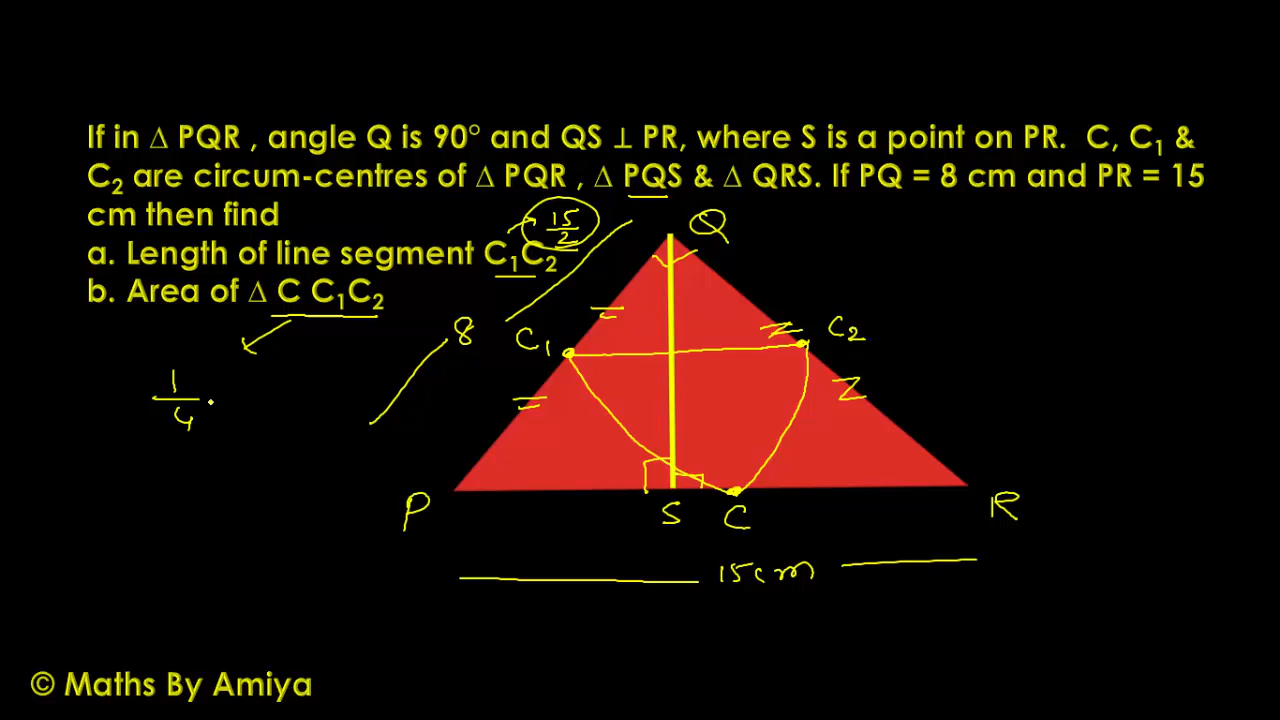 If in Δ PQR , angle Q is 90° and QS ⊥ PR, where S is a point on PR. C, C₁ &
C₂ are circum-centres of Δ PQR , Δ PQS & Δ QRS. If PQ = 8 cm and PR = 15
cm then find
15/2
Q
a. Length of line segment C₁C₂
b. Area of Δ C C₁C₂
8
C₁
C₂
1/4 .
P
S
C
R
15cm
© Maths By Amiya